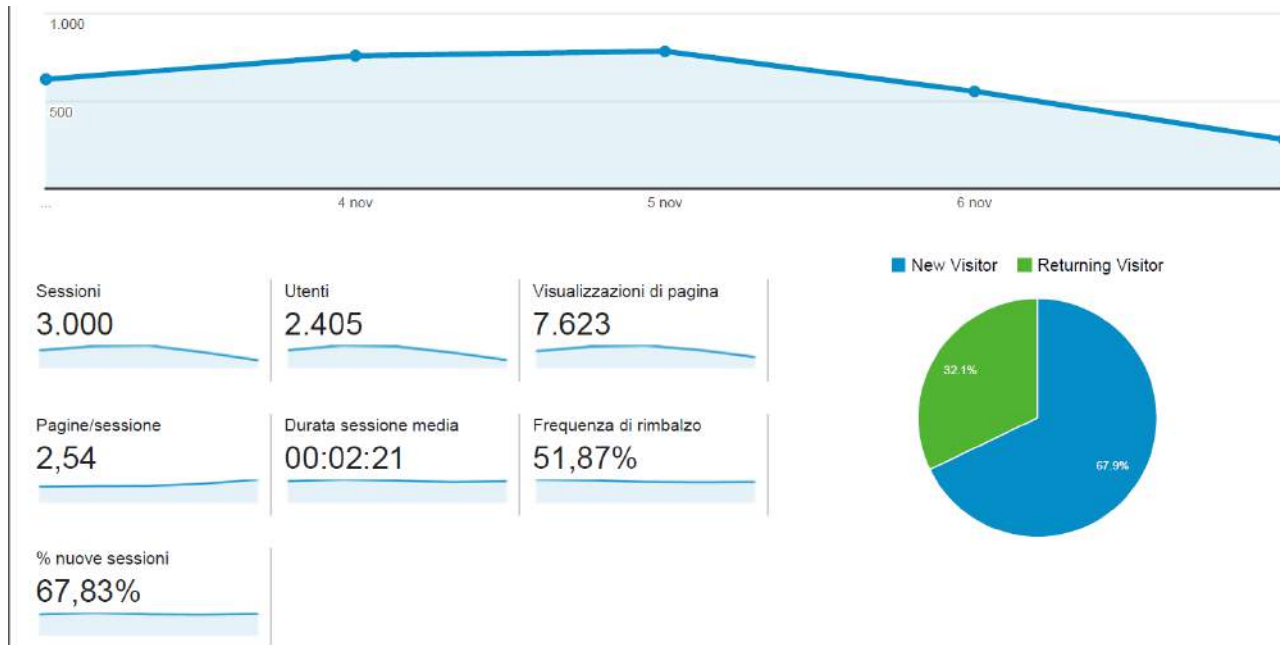 1.000
500
...
4 nov
5 nov
6 nov
New Visitor
Returning Visitor
Sessioni
3.000
Utenti
2.405
Visualizzazioni di pagina
7.623
32.1%
67.9%
Pagine/sessione
2,54
Durata sessione media
00:02:21
Frequenza di rimbalzo
51,87%
% nuove sessioni
67,83%